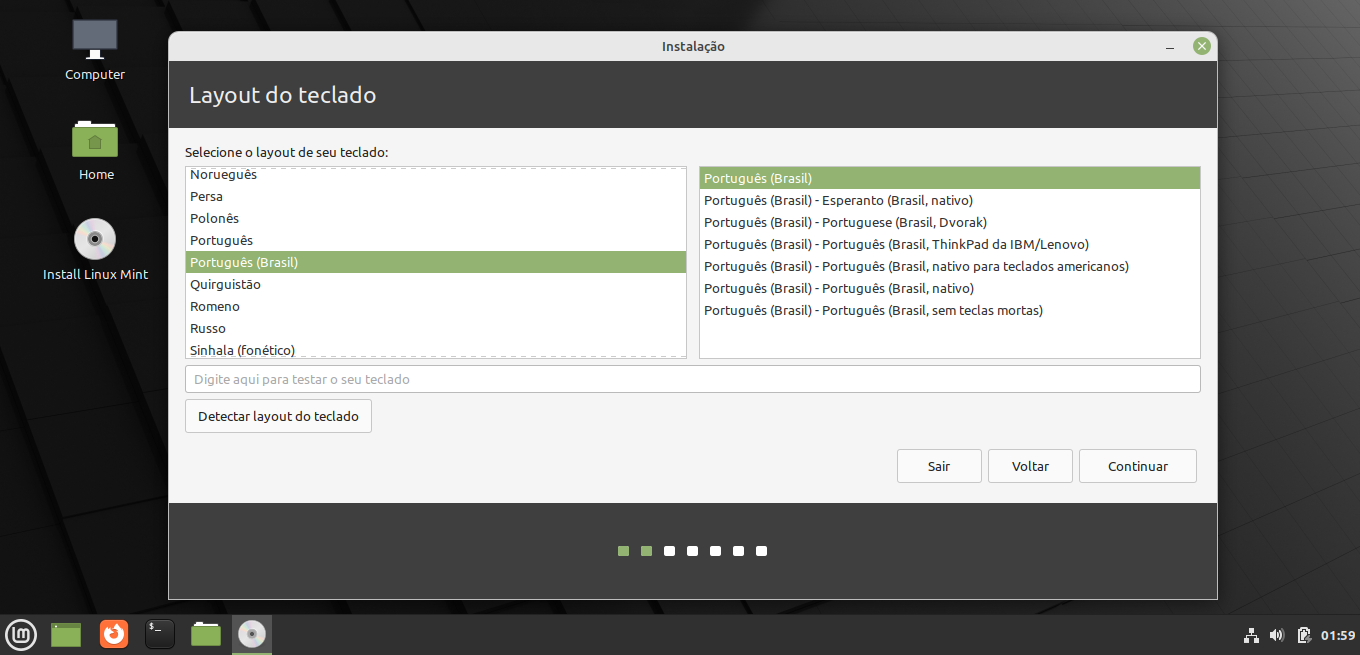 Instalação
Computer
Layout do teclado
Home
Install Linux Mint
Selecione o layout de seu teclado:
Norueguês
Persa
Polonês
Português
Português (Brasil)
Quirguistão
Romeno
Russo
Sinhala (fonético)
Português (Brasil)
Português (Brasil) - Esperanto (Brasil, nativo)
Português (Brasil) - Portuguese (Brasil, Dvorak)
Português (Brasil) - Português (Brasil, ThinkPad da IBM/Lenovo)
Português (Brasil) - Português (Brasil, nativo para teclados americanos)
Português (Brasil) - Português (Brasil, nativo)
Português (Brasil) - Português (Brasil, sem teclas mortas)
Digite aqui para testar o seu teclado
Detectar layout do teclado
Sair
Voltar
Continuar
$_
01:59